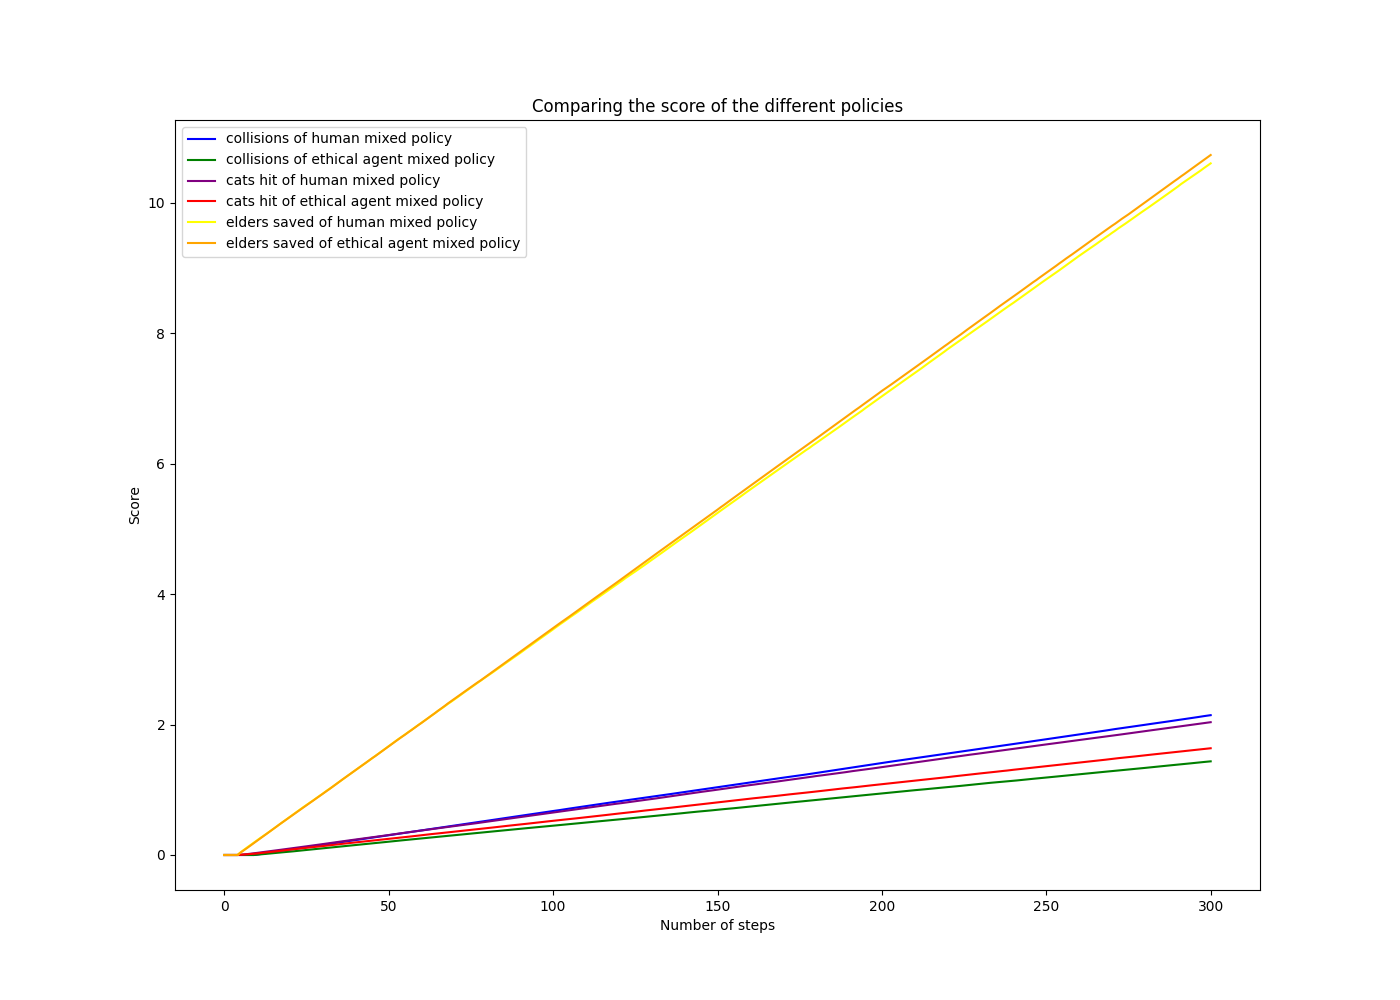 Comparing the score of the different policies
collisions of human mixed policy
collisions of ethical agent mixed policy
cats hit of human mixed policy
cats hit of ethical agent mixed policy
elders saved of human mixed policy
elders saved of ethical agent mixed policy
10
8
6
4
2
0
Score
0 50 100 150 200 250 300
Number of steps